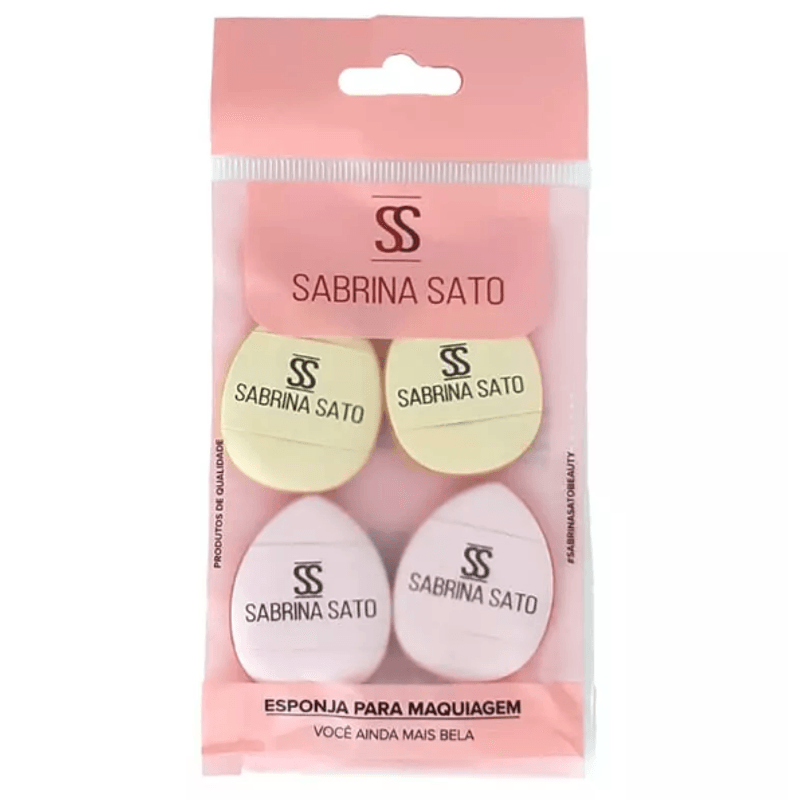 SS
SABRINA SATO
SS
SABRINA SATO
SS
SABRINA SATO
SS
SABRINA SATO
SS
SABRINA SATO
PRODUTOS DE QUALIDADE
#SABRINASATOBEAUTY
ESPONJA PARA MAQUIAGEM
VOCÊ AINDA MAIS BELA